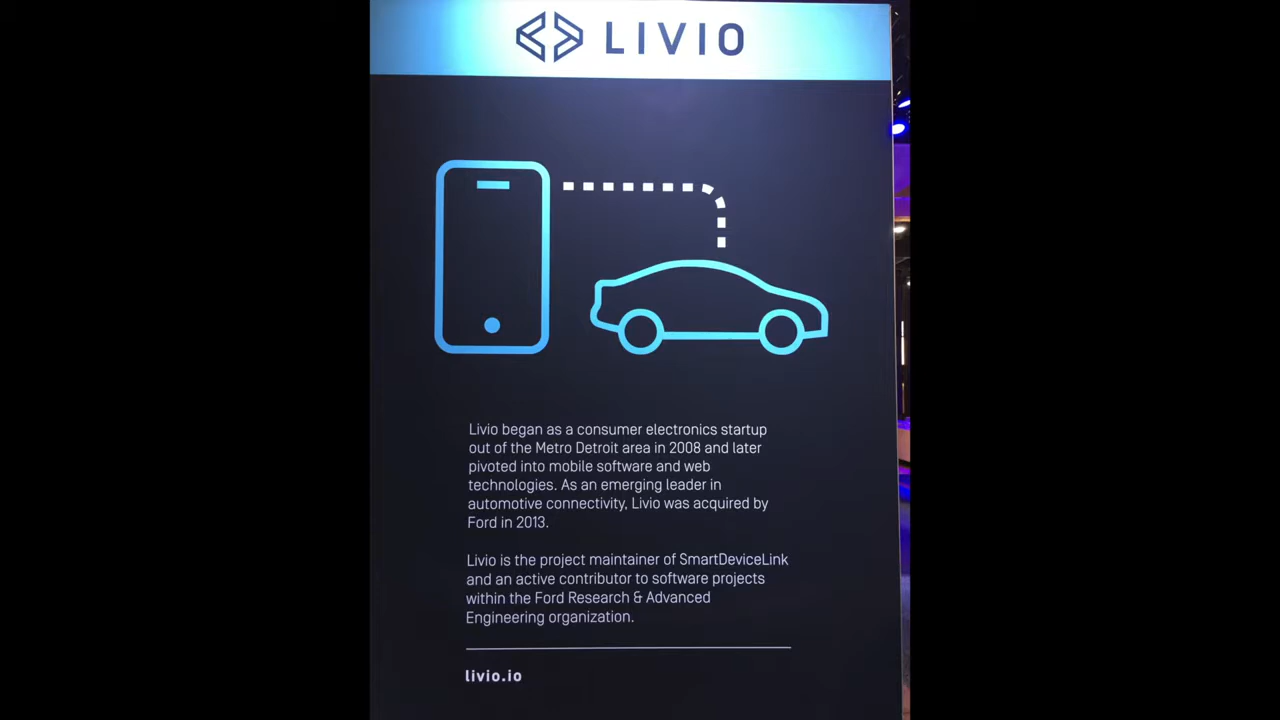 LIVIO
Livio began as a consumer electronics startup
out of the Metro Detroit area in 2008 and later
pivoted into mobile software and web
technologies. As an emerging leader in
automotive connectivity, Livio was acquired by
Ford in 2013.
Livio is the project maintainer of SmartDeviceLink
and an active contributor to software projects
within the Ford Research & Advanced
Engineering organization.
livio.io